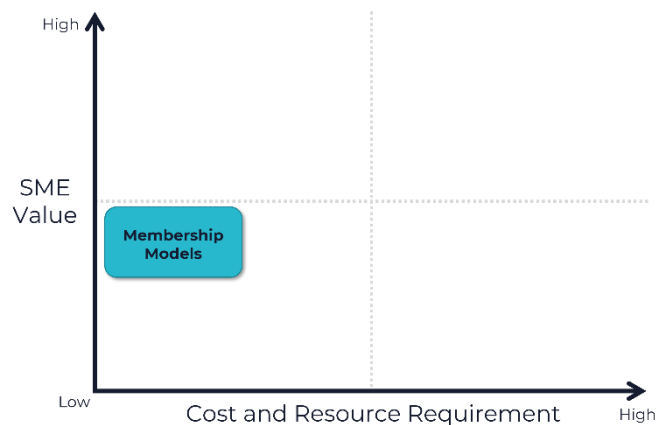 High
SME
Value
Membership
Models
Low
Cost and Resource Requirement
High